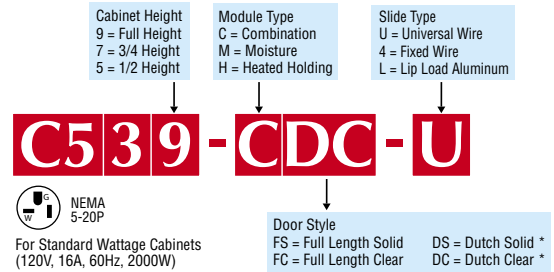 Cabinet Height
9 = Full Height
7 = 3/4 Height
5 = 1/2 Height
Module Type
C = Combination
M = Moisture
H = Heated Holding
Slide Type
U = Universal Wire
4 = Fixed Wire
L = Lip Load Aluminum
C539-CDC-U
G
W
NEMA
5-20P
For Standard Wattage Cabinets
(120V, 16A, 60Hz, 2000W)
Door Style
FS = Full Length Solid DS = Dutch Solid *
FC = Full Length Clear DC = Dutch Clear *